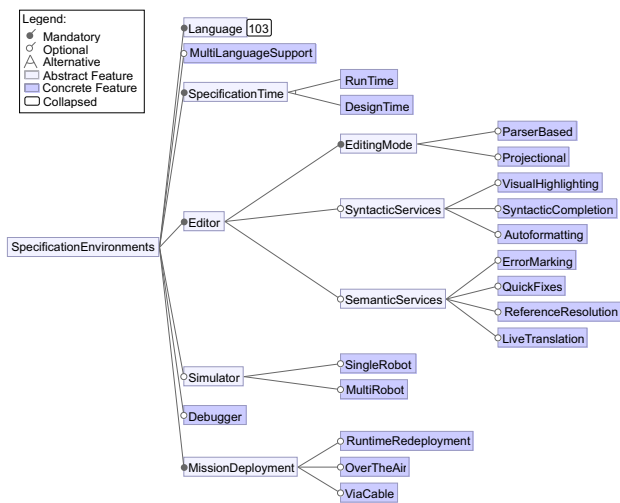 Legend:
Mandatory
Optional
Alternative
Abstract Feature
Concrete Feature
Collapsed
Language 103
MultiLanguageSupport
SpecificationTime
RunTime
DesignTime
EditingMode
ParserBased
Projectional
Editor
SyntacticServices
VisualHighlighting
SyntacticCompletion
Autoformatting
SpecificationEnvironments
SemanticServices
ErrorMarking
QuickFixes
ReferenceResolution
LiveTranslation
Simulator
SingleRobot
MultiRobot
Debugger
MissionDeployment
RuntimeRedeployment
OverTheAir
ViaCable